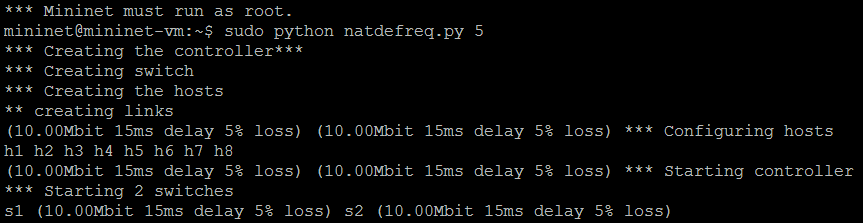 *** Mininet must run as root.
mininet@mininet-vm:~$ sudo python natdefreq.py 5
*** Creating the controller***
*** Creating switch
*** Creating the hosts
** creating links
(10.00Mbit 15ms delay 5% loss) (10.00Mbit 15ms delay 5% loss) *** Configuring hosts
h1 h2 h3 h4 h5 h6 h7 h8
(10.00Mbit 15ms delay 5% loss) (10.00Mbit 15ms delay 5% loss) *** Starting controller
*** Starting 2 switches
s1 (10.00Mbit 15ms delay 5% loss) s2 (10.00Mbit 15ms delay 5% loss)